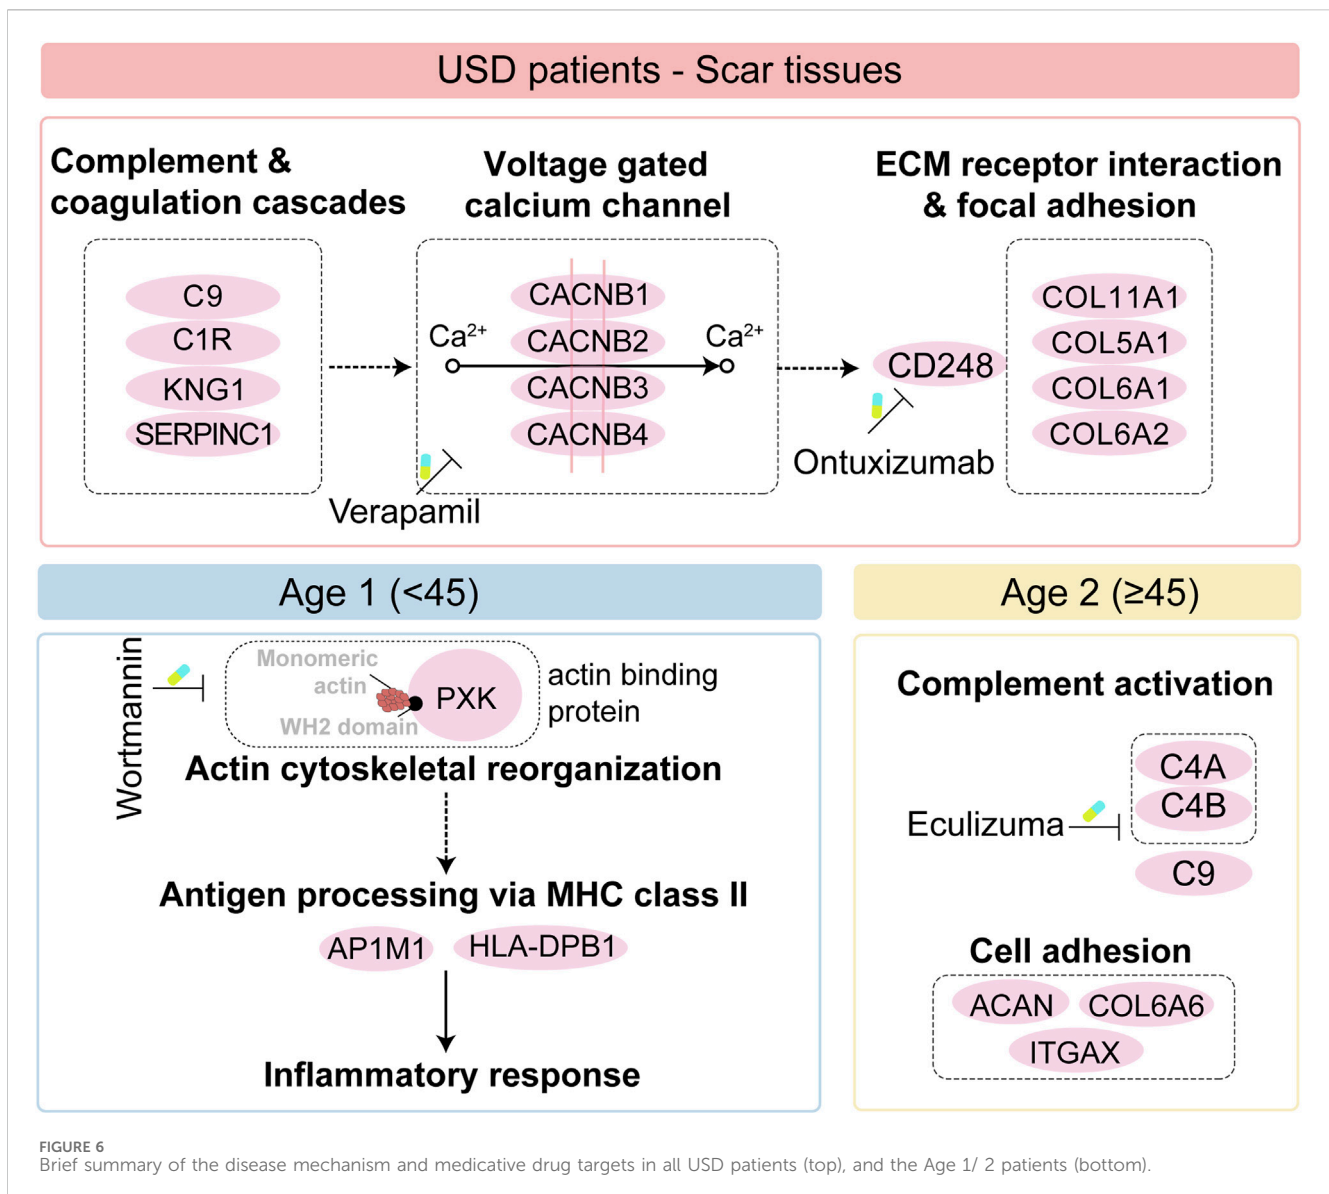 USD patients - Scar tissues
Complement &
coagulation cascades
C9
C1R
KNG1
SERPINC1
Voltage gated
calcium channel
CACNB1
CACNB2
CACNB3
CACNB4
Ca²⁺
Ca²⁺
Verapamil
ECM receptor interaction
& focal adhesion
CD248
Ontuxizumab
COL11A1
COL5A1
COL6A1
COL6A2
Age 1 (<45)
Wortmannin
Monomeric
actin
WH2 domain
PXK
actin binding
protein
Actin cytoskeletal reorganization
Antigen processing via MHC class II
AP1M1
HLA-DPB1
Inflammatory response
Age 2 (≥45)
Complement activation
C4A
C4B
Eculizuma
C9
Cell adhesion
ACAN
COL6A6
ITGAX
FIGURE 6
Brief summary of the disease mechanism and medicative drug targets in all USD patients (top), and the Age 1/ 2 patients (bottom).